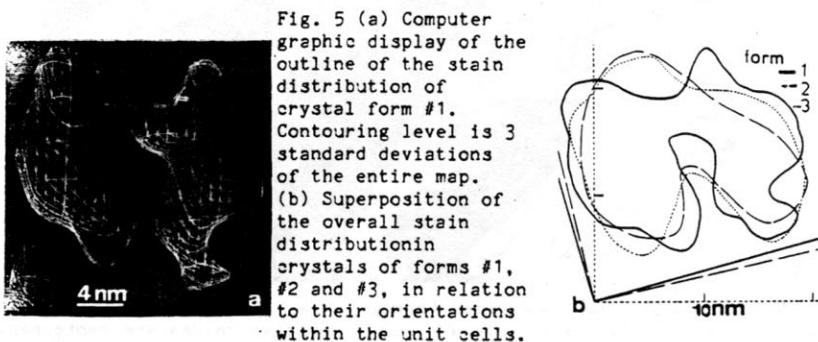 Fig. 5 (a) Computer
graphic display of the
outline of the stain
distribution of
crystal form #1.
Contouring level is 3
standard deviations
of the entire map.
(b) Superposition of
the overall stain
distributionin
crystals of forms #1,
#2 and #3, in relation
to their orientations
within the unit cells.
4nm
a
form
1
2
3
b
10nm